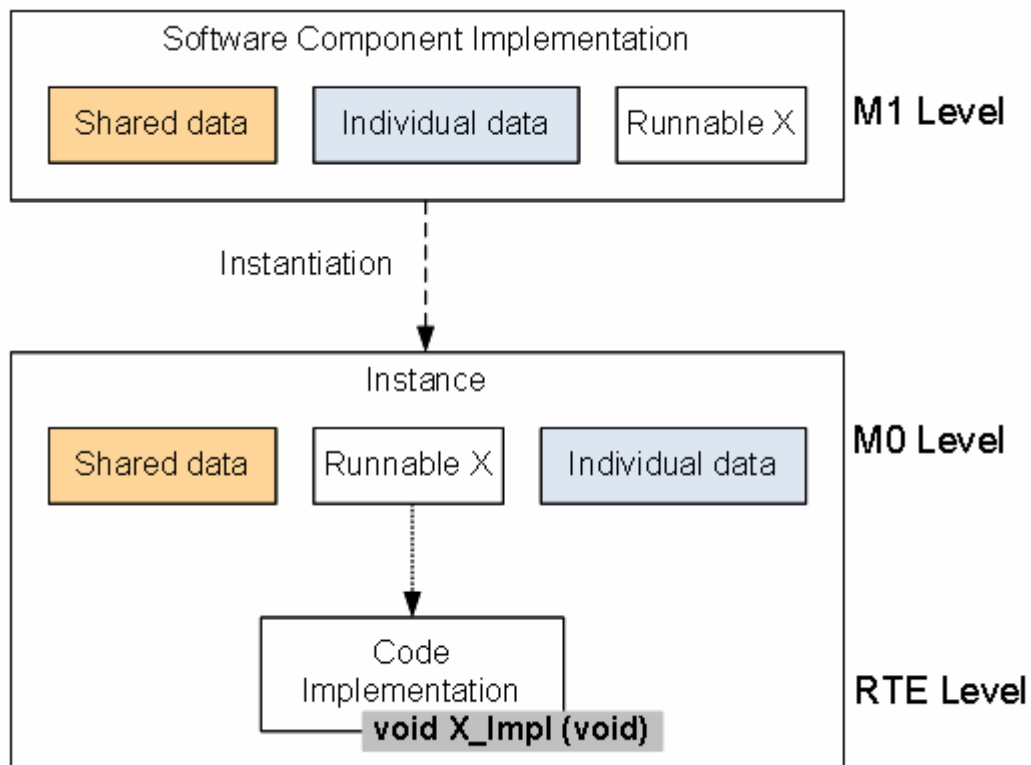 Software Component Implementation
Shared data
Individual data
Runnable X
M1 Level
Instantiation
Instance
M0 Level
Shared data
Runnable X
Individual data
Code
Implementation
RTE Level
void X_Impl (void)